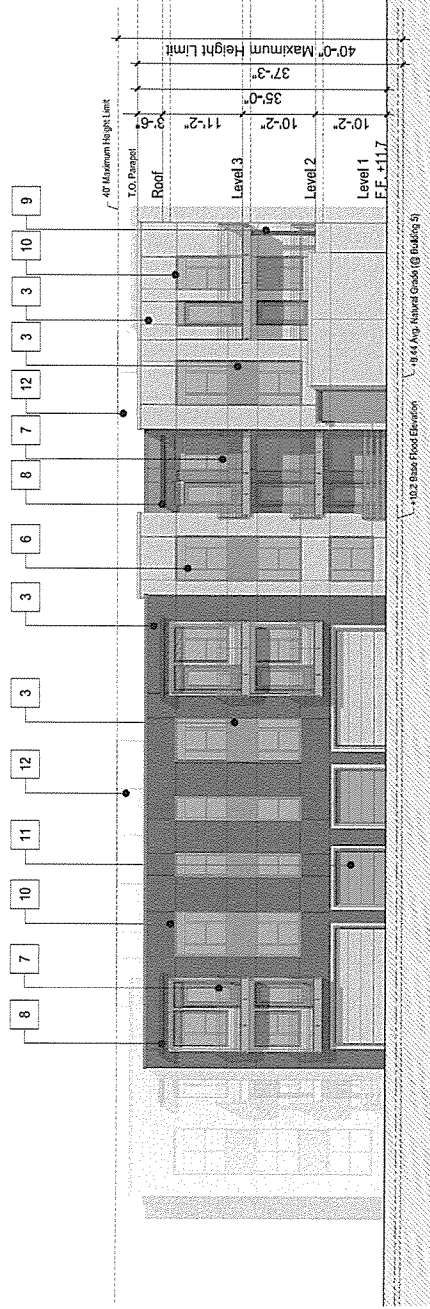 8
7
10
11
12
3
3
6
8
7
12
3
3
10
9
40' Maximum Height Limit
T.O. Parapet
Roof
Level 3
Level 2
Level 1
F.F. +11.7
3'-6"
11'-2"
10'-2"
10'-2"
35'-0"
37'-3"
40'-0" Maximum Height Limit
+10.2 Base Flood Elevation
+9.44 Avg. Natural Grade (@ Building 5)